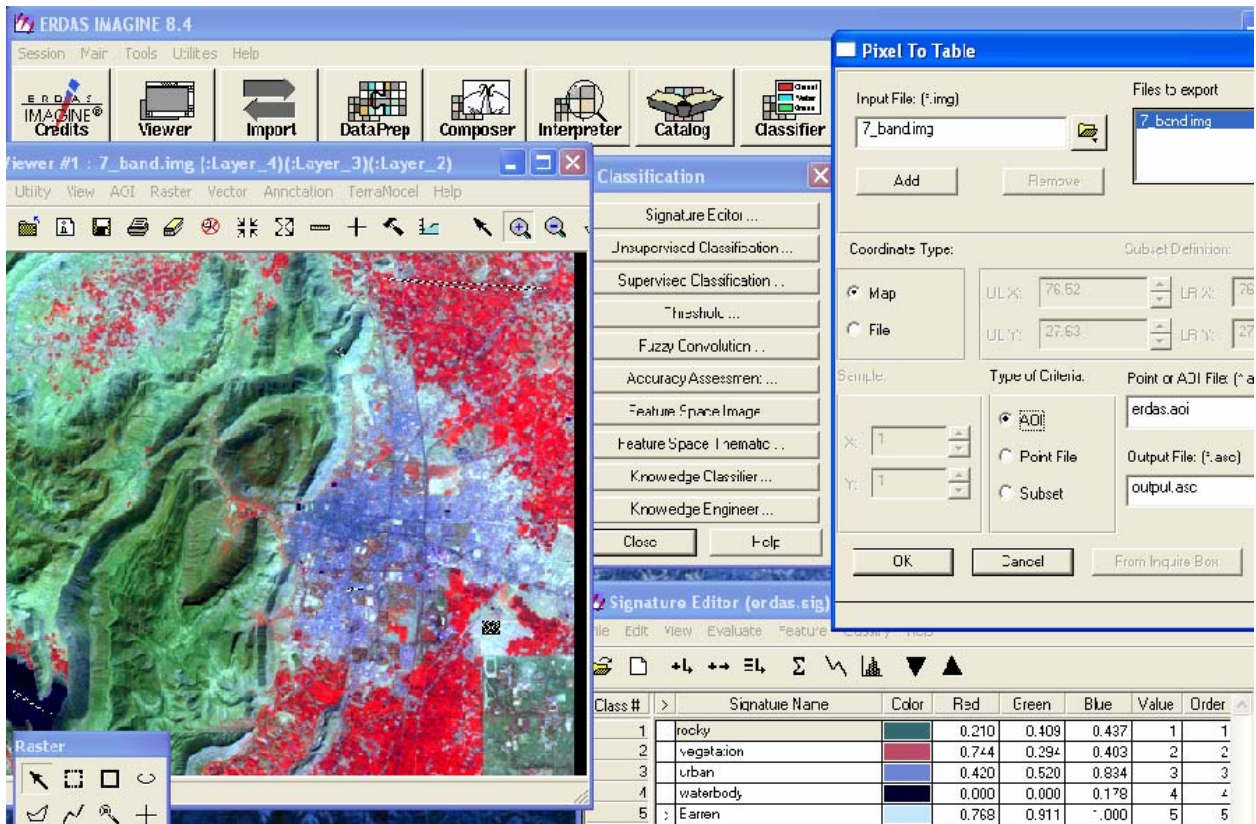 ERDAS IMAGINE 8.4
Session Main Tools Utilities Help
ERDAS
IMAGINE®
Credits
Viewer
Import
DataPrep
Composer
Interpreter
Catalog
Classifier
Viewer #1 : 7_band.img (:Layer_4)(:Layer_3)(:Layer_2)
Utility View AOI Raster Vector Annotation TerraModel Help
Classification
Signature Editor ...
Unsupervised Classification ...
Supervised Classification ...
Threshold ...
Fuzzy Convolution ...
Accuracy Assessment ...
Feature Space Image
Feature Space Thematic ...
Knowledge Classifier ...
Knowledge Engineer ...
Close Help
Pixel To Table
Input File: (*.img)
Files to export
7_band.img
7_band.img
Add Remove
Coordinate Type:
Subset Definition:
Map
File
UL X: 76.52 LR X: 76
UL Y: 27.63 LR Y: 27
Sample:
X: 1
Y: 1
Type of Criteria:
AOI
Point File
Subset
Point or AOI File: (*.a
erdas.aoi
Output File: (*.asc)
output.asc
OK Cancel From Inquire Box
Signature Editor (erdas.sig)
File Edit View Evaluate Feature Classify Help
Class # > Signature Name Color Red Green Blue Value Order
1 rocky 0.210 0.409 0.437 1 1
2 vegetation 0.744 0.294 0.403 2 2
3 urban 0.420 0.520 0.834 3 3
4 waterbody 0.000 0.000 0.178 4 4
5 > Barren 0.768 0.911 1.000 5 5
Raster